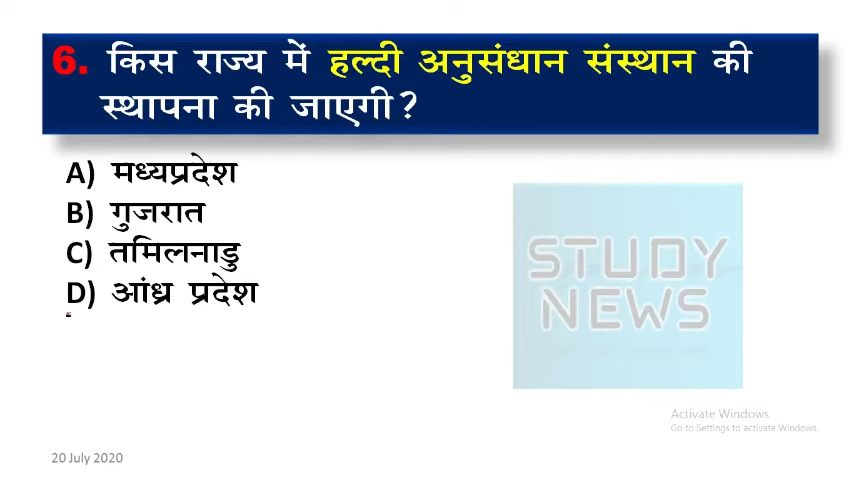 6. किस राज्य में हल्दी अनुसंधान संस्थान की
स्थापना की जाएगी?
A) मध्यप्रदेश
B) गुजरात
C) तमिलनाडु
D) आंध्र प्रदेश
STUDY
NEWS
Activate Windows
Go to Settings to activate Windows.
20 July 2020